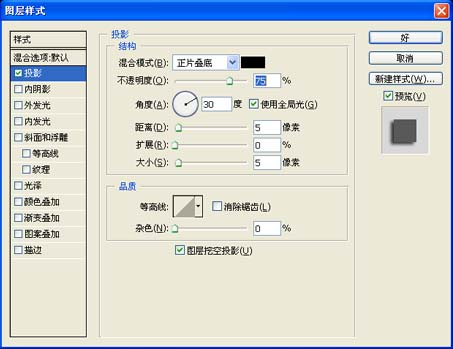 图层样式
样式
混合选项:默认
投影
内阴影
外发光
内发光
斜面和浮雕
等高线
纹理
光泽
颜色叠加
渐变叠加
图案叠加
描边
投影
结构
混合模式(B): 正片叠底
不透明度(O): 75 %
角度(A): 30 度 使用全局光(G)
距离(D): 5 像素
扩展(R): 0 %
大小(S): 5 像素
品质
等高线: 消除锯齿(L)
杂色(N): 0 %
图层挖空投影(U)
好
取消
新建样式(W)...
预览(V)